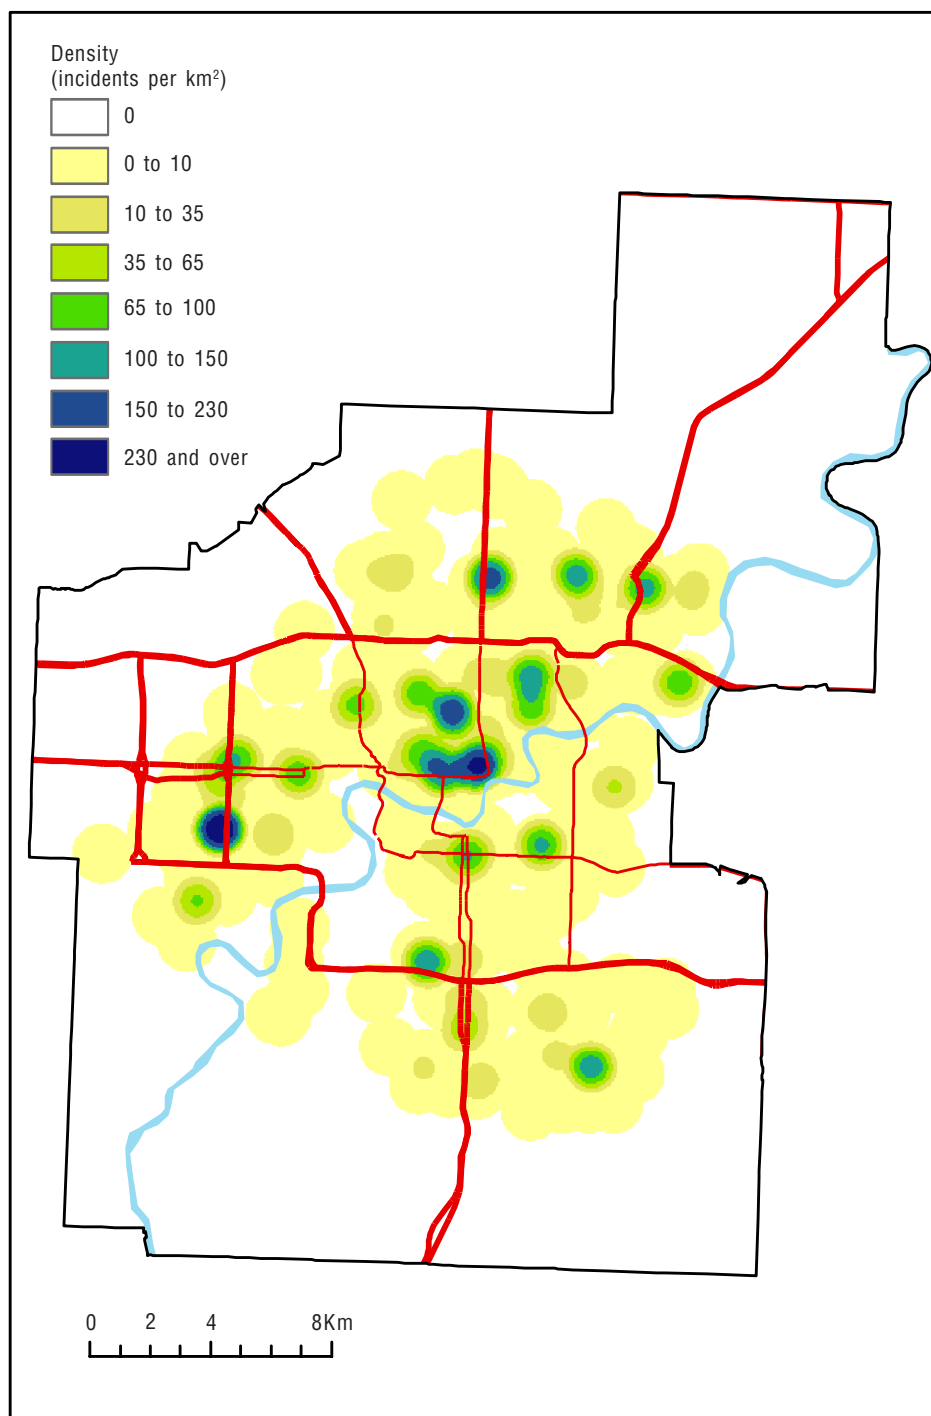 Density
(incidents per km²)
0
0 to 10
10 to 35
35 to 65
65 to 100
100 to 150
150 to 230
230 and over
0 2 4 8Km